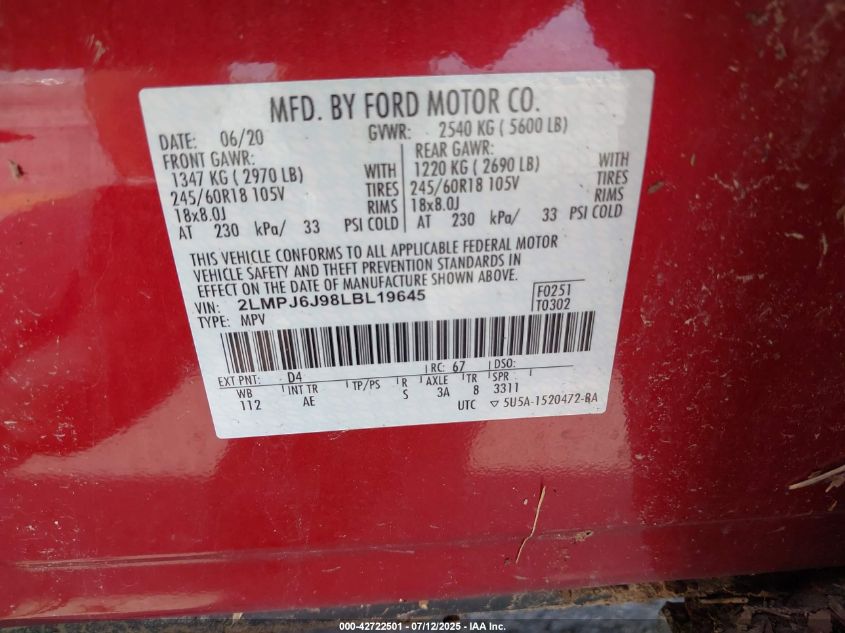 MFD. BY FORD MOTOR CO.
DATE: 06/20 GVWR: 2540 KG ( 5600 LB)
FRONT GAWR: REAR GAWR:
1347 KG ( 2970 LB) WITH 1220 KG ( 2690 LB) WITH
245/60R18 105V TIRES 245/60R18 105V TIRES
18x8.0J RIMS 18x8.0J RIMS
AT 230 kPa/ 33 PSI COLD AT 230 kPa/ 33 PSI COLD
THIS VEHICLE CONFORMS TO ALL APPLICABLE FEDERAL MOTOR
VEHICLE SAFETY AND THEFT PREVENTION STANDARDS IN
EFFECT ON THE DATE OF MANUFACTURE SHOWN ABOVE.
VIN: 2LMPJ6J98LBL19645 F0251
TYPE: MPV T0302
EXT PNT: D4 RC: 67 DSO:
WB INT TR TP/PS R AXLE TR SPR
112 AE S 3A 8 3311
UTC ▽ 5U5A-1520472-BA
000-42722501 - 07/12/2025 - IAA Inc.